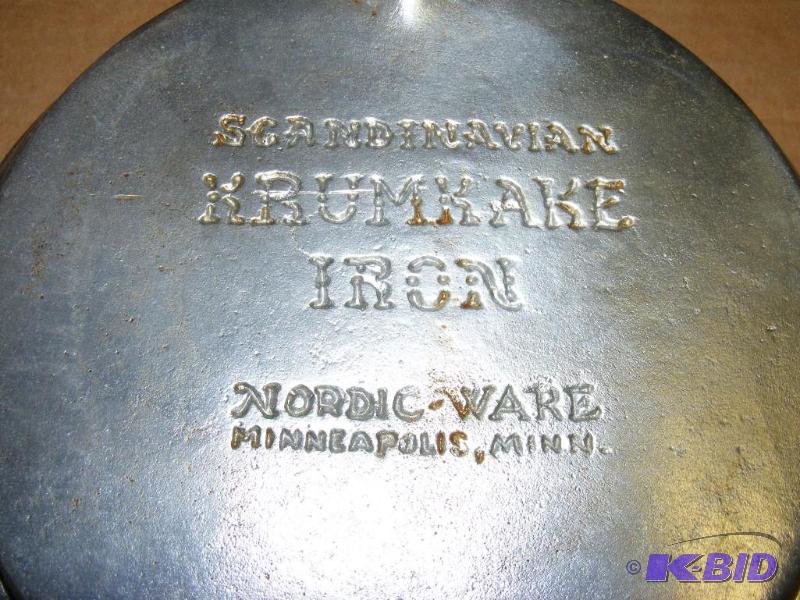 SCANDINAVIAN
KRUMKAKE
IRON
NORDIC-WARE
MINNEAPOLIS, MINN.
© K-BID